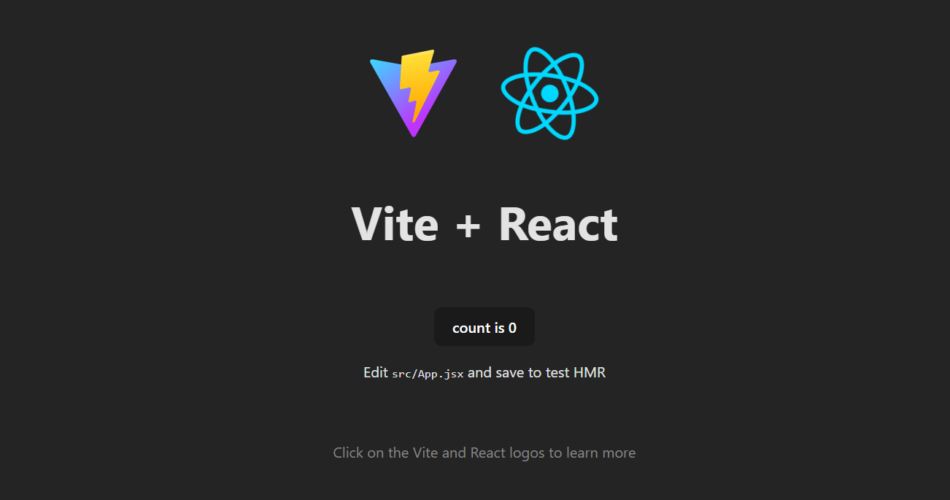 Vite + React
count is 0
Edit src/App.jsx and save to test HMR
Click on the Vite and React logos to learn more